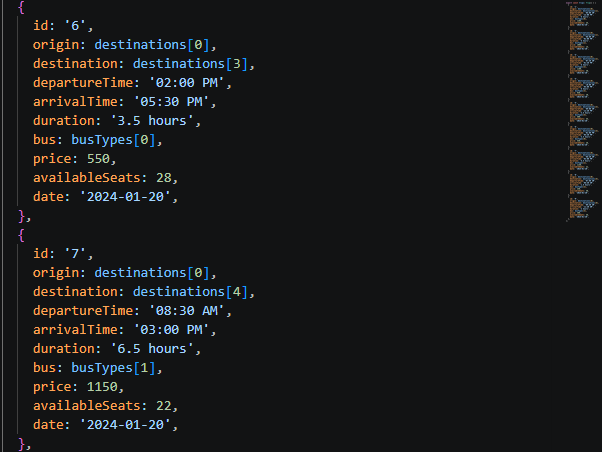 {
id: '6',
origin: destinations[0],
destination: destinations[3],
departureTime: '02:00 PM',
arrivalTime: '05:30 PM',
duration: '3.5 hours',
bus: busTypes[0],
price: 550,
availableSeats: 28,
date: '2024-01-20',
},
{
id: '7',
origin: destinations[0],
destination: destinations[4],
departureTime: '08:30 AM',
arrivalTime: '03:00 PM',
duration: '6.5 hours',
bus: busTypes[1],
price: 1150,
availableSeats: 22,
date: '2024-01-20',
},